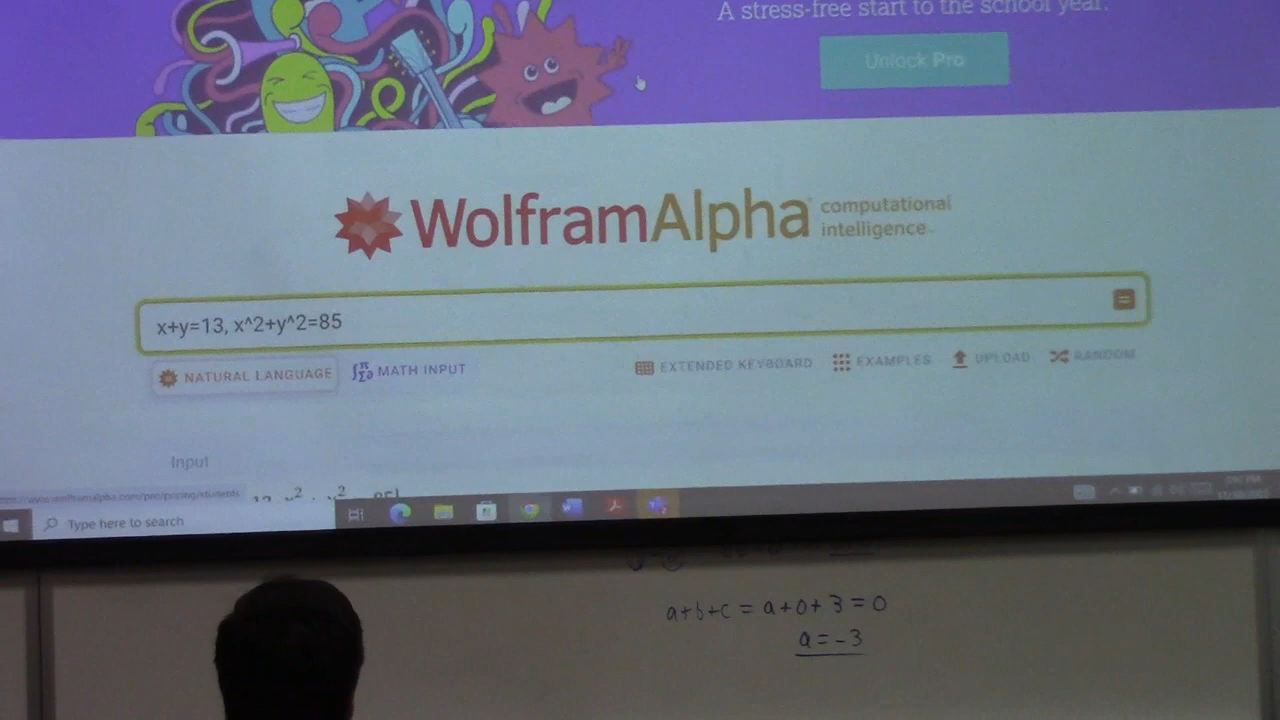 A stress-free start to the school year.
Unlock Pro
WolframAlpha computational intelligence
x+y=13, x^2+y^2=85
NATURAL LANGUAGE MATH INPUT EXTENDED KEYBOARD EXAMPLES UPLOAD RANDOM
Input
Type here to search
a+b+c = a+0+3=0
a=-3